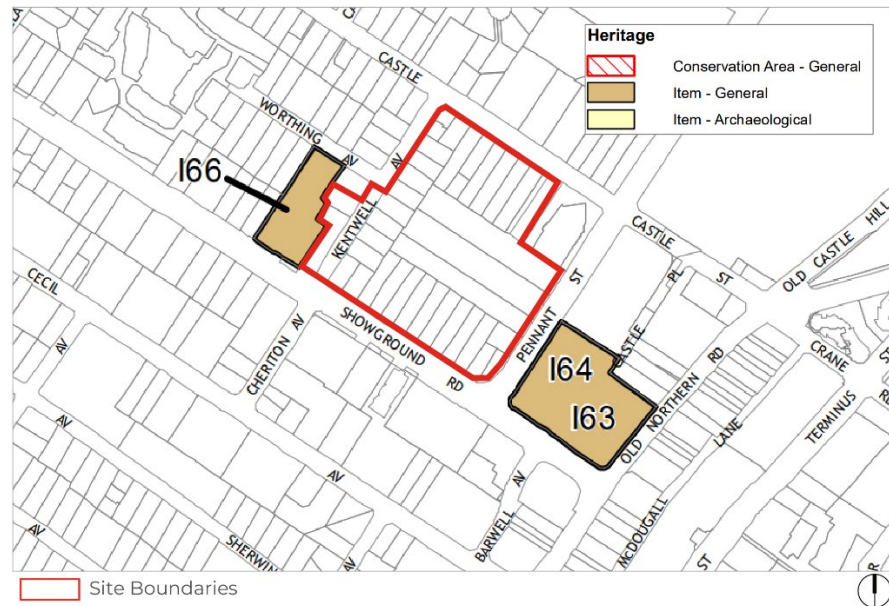 Heritage
Conservation Area - General
Item - General
Item - Archaeological
CASTLE
WORTHING
AV
AV
I66
KENTWELL
CASTLE
ST
OLD CASTLE HILL
CECIL
AV
SHOWGROUND
RD
CHERITON AV
PENNANT
ST
CASTLE
PL
I64
I63
OLD NORTHERN RD
CRANE
ST
LANE
TERMINUS
AV
AV
BARWELL
AV
MCDOUGALL
ST
SHERWIN
AV
Site Boundaries